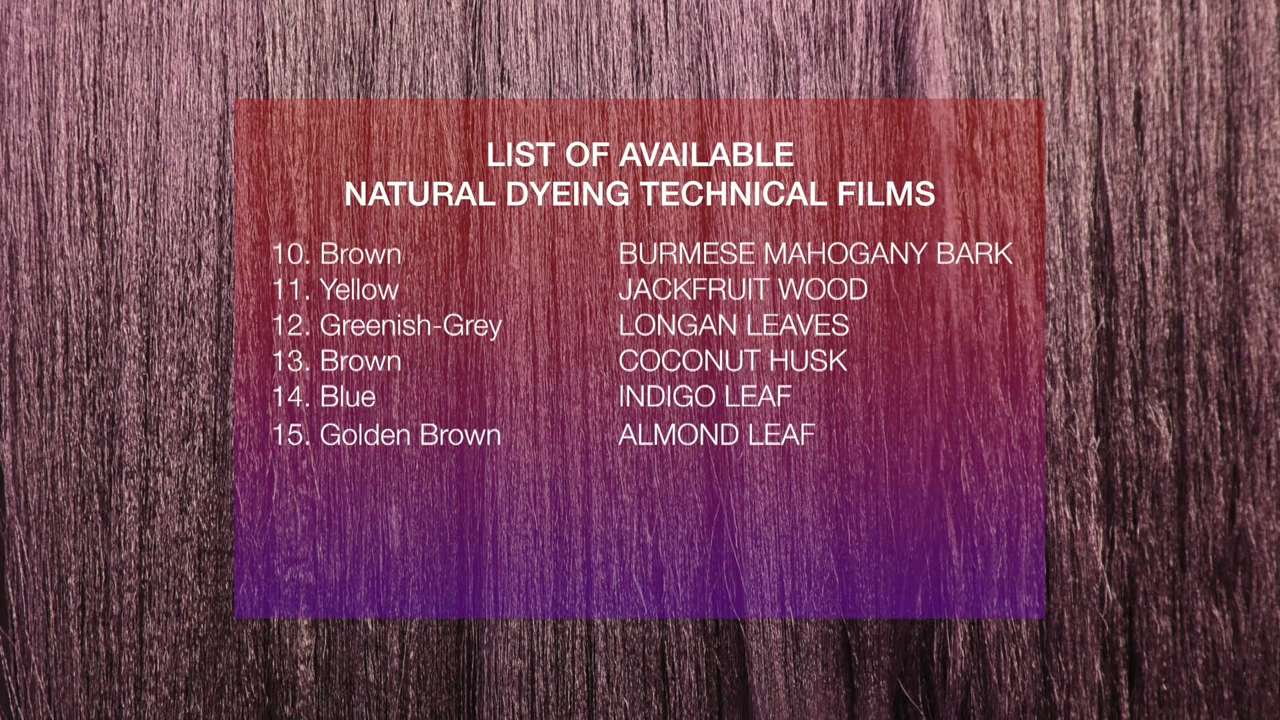 LIST OF AVAILABLE
NATURAL DYEING TECHNICAL FILMS
10. Brown BURMESE MAHOGANY BARK
11. Yellow JACKFRUIT WOOD
12. Greenish-Grey LONGAN LEAVES
13. Brown COCONUT HUSK
14. Blue INDIGO LEAF
15. Golden Brown ALMOND LEAF